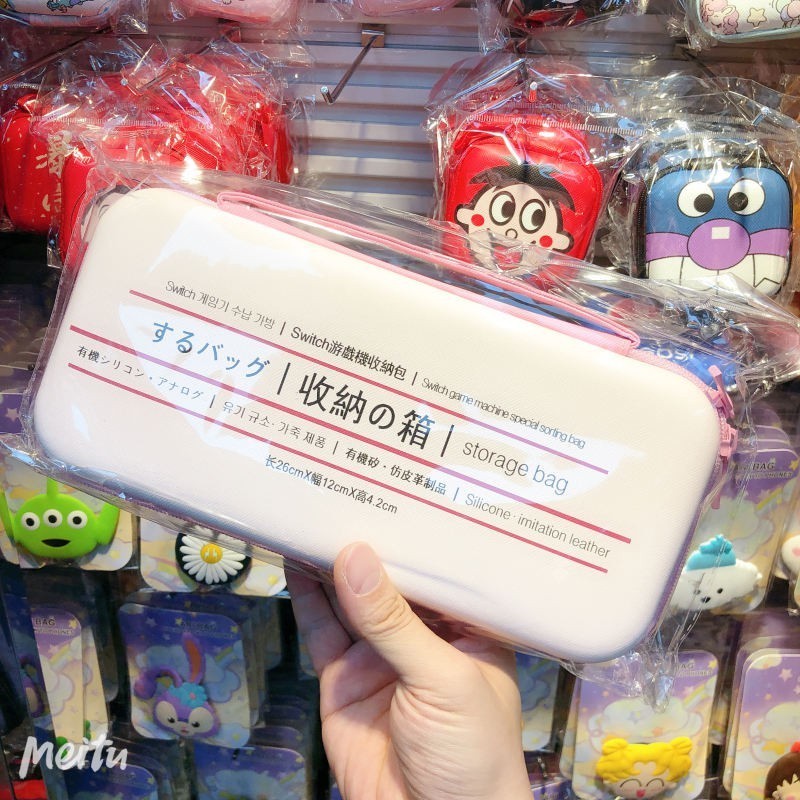 Switch 게임기 수납 가방 | Switch游戲機收納包 | Switch game machine special sorting bag
するバッグ | 收納の箱 | storage bag
有機シリコン・アナログ | 유기 규소·가죽 제품 | 有機矽·仿皮革制品 | Silicone·imitation leather
长26cmX幅12cmX高4.2cm
BAG
BAG
Meitu